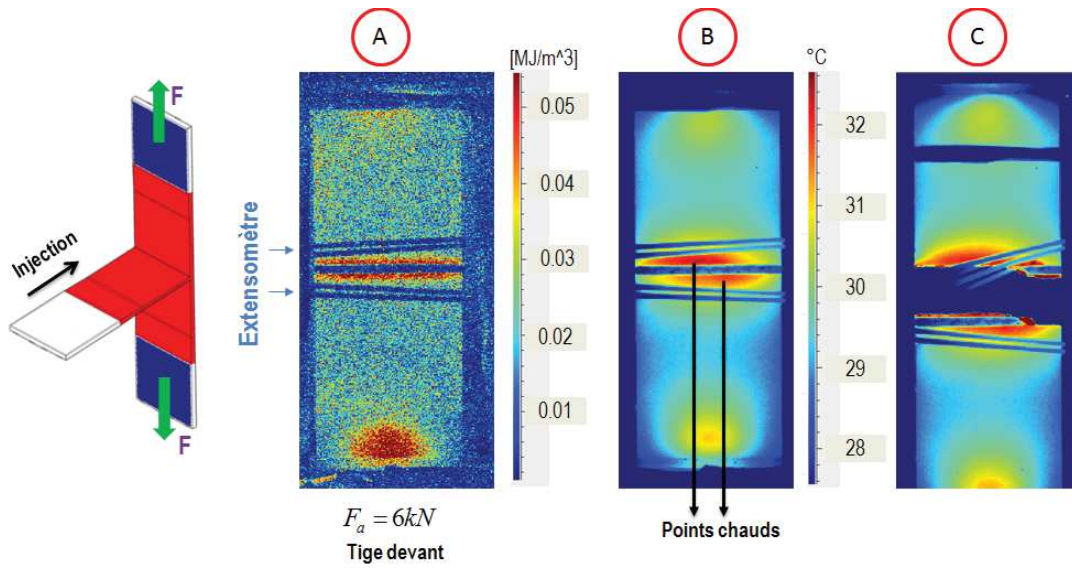 A
B
C
F
Injection
F
Extensomètre
[MJ/m^3]
0.05
0.04
0.03
0.02
0.01
°C
32
31
30
29
28
F_a = 6kN
Tige devant
Points chauds